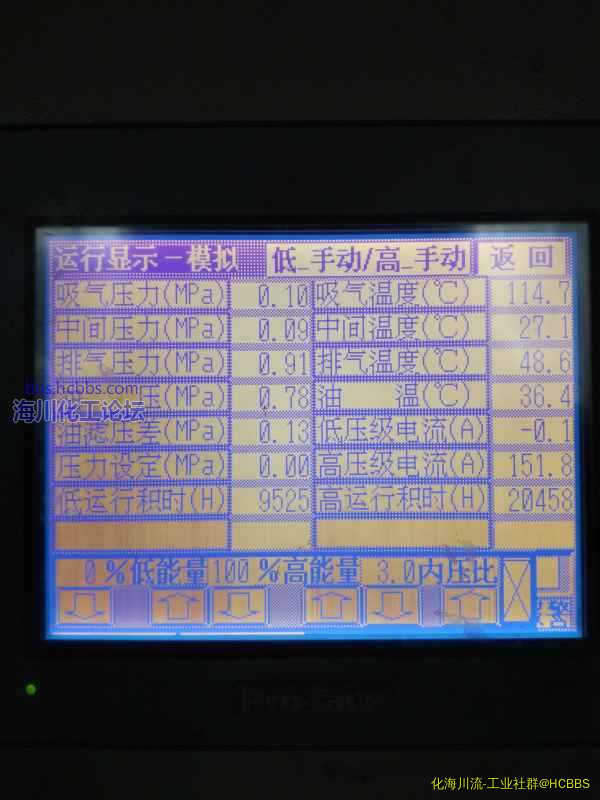 运行显示－模拟 低_手动/高_手动 返 回
吸气压力(MPa) 0.10 吸气温度(℃) 114.7
中间压力(MPa) 0.09 中间温度(℃) 27.1
排气压力(MPa) 0.91 排气温度(℃) 48.6
bbs.hcbbs.com
压(MPa) 0.78 油 温(℃) 36.4
海川化工论坛
油滤压差(MPa) 0.13 低压级电流(A) -0.1
压力设定(MPa) 0.00 高压级电流(A) 151.8
低运行积时(H) 9525 高运行积时(H) 20458
0 %低能量 100 %高能量 3.0 内压比
警
化海川流-工业社群@HCBBS